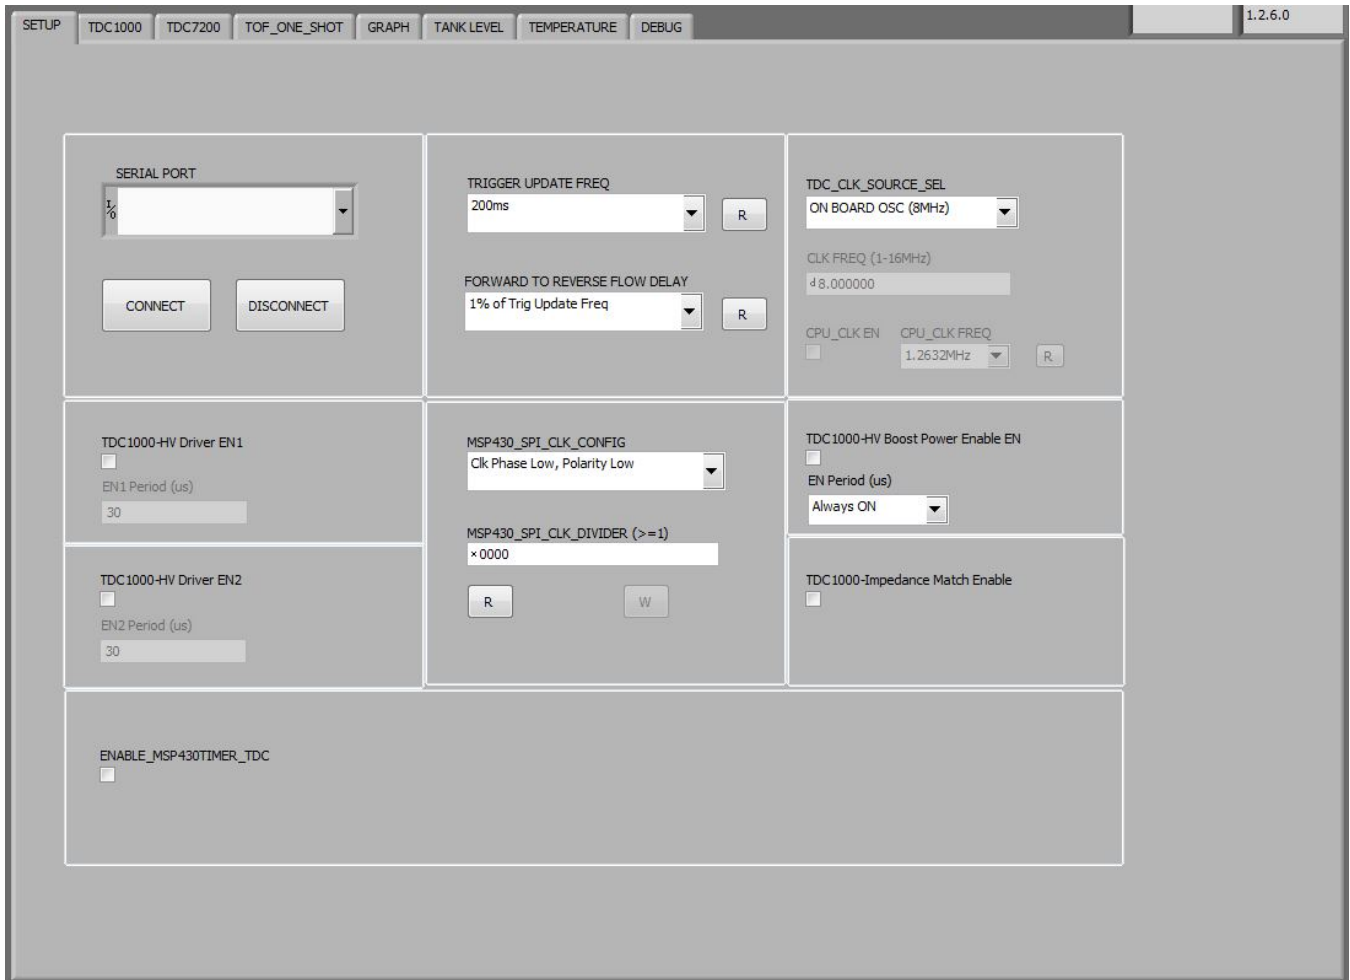 SETUP TDC1000 TDC7200 TOF_ONE_SHOT GRAPH TANK LEVEL TEMPERATURE DEBUG
1.2.6.0
SERIAL PORT
I/O
CONNECT DISCONNECT
TRIGGER UPDATE FREQ
200ms
R
FORWARD TO REVERSE FLOW DELAY
1% of Trig Update Freq
R
TDC_CLK_SOURCE_SEL
ON BOARD OSC (8MHz)
CLK FREQ (1-16MHz)
d 8.000000
CPU_CLK EN CPU_CLK FREQ
1.2632MHz R
TDC1000-HV Driver EN1
EN1 Period (us)
30
MSP430_SPI_CLK_CONFIG
Clk Phase Low, Polarity Low
MSP430_SPI_CLK_DIVIDER (>=1)
x 0000
R W
TDC1000-HV Boost Power Enable EN
EN Period (us)
Always ON
TDC1000-HV Driver EN2
EN2 Period (us)
30
TDC1000-Impedance Match Enable
ENABLE_MSP430TIMER_TDC